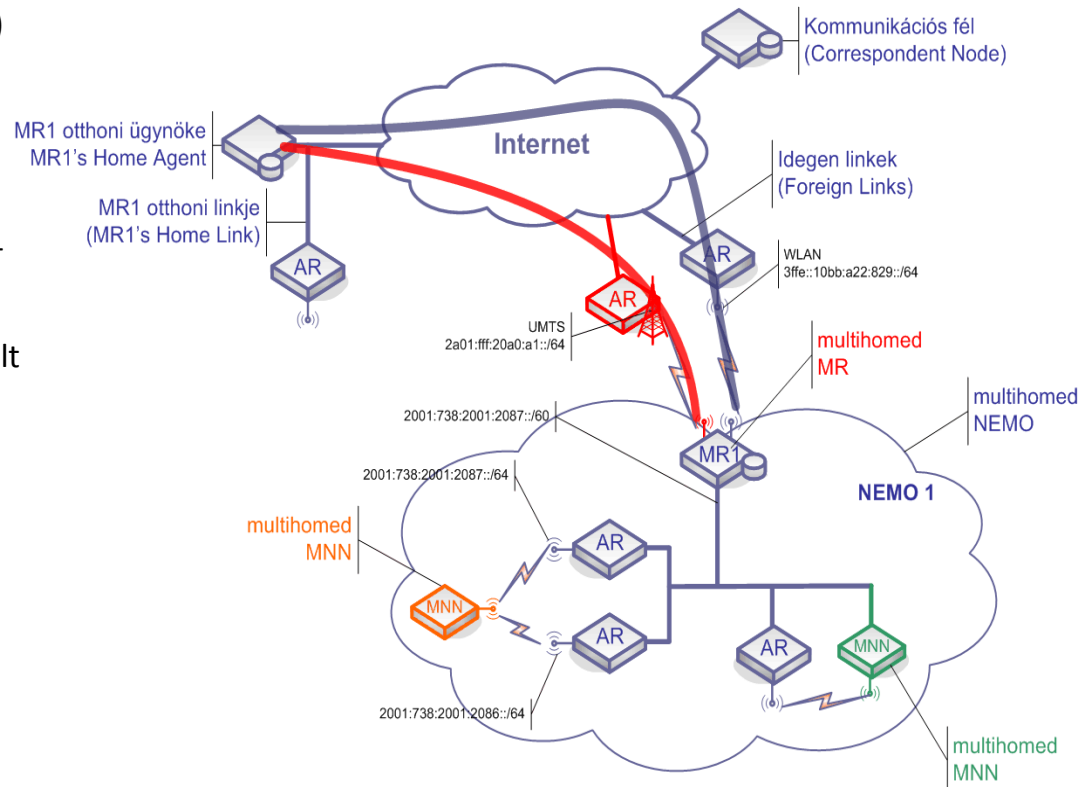 )
Kommunikációs fél
(Correspondent Node)
MR1 otthoni ügynöke
MR1's Home Agent
Internet
Idegen linkek
(Foreign Links)
MR1 otthoni linkje
(MR1's Home Link)
AR
AR
WLAN
3ffe::10bb:a22:829::/64
AR
UMTS
2a01:fff:20a0:a1::/64
multihomed
MR
lt
multihomed
NEMO
2001:738:2001:2087::/60
MR1
2001:738:2001:2087::/64
NEMO 1
multihomed
MNN
AR
MNN
AR
AR
MNN
2001:738:2001:2086::/64
multihomed
MNN